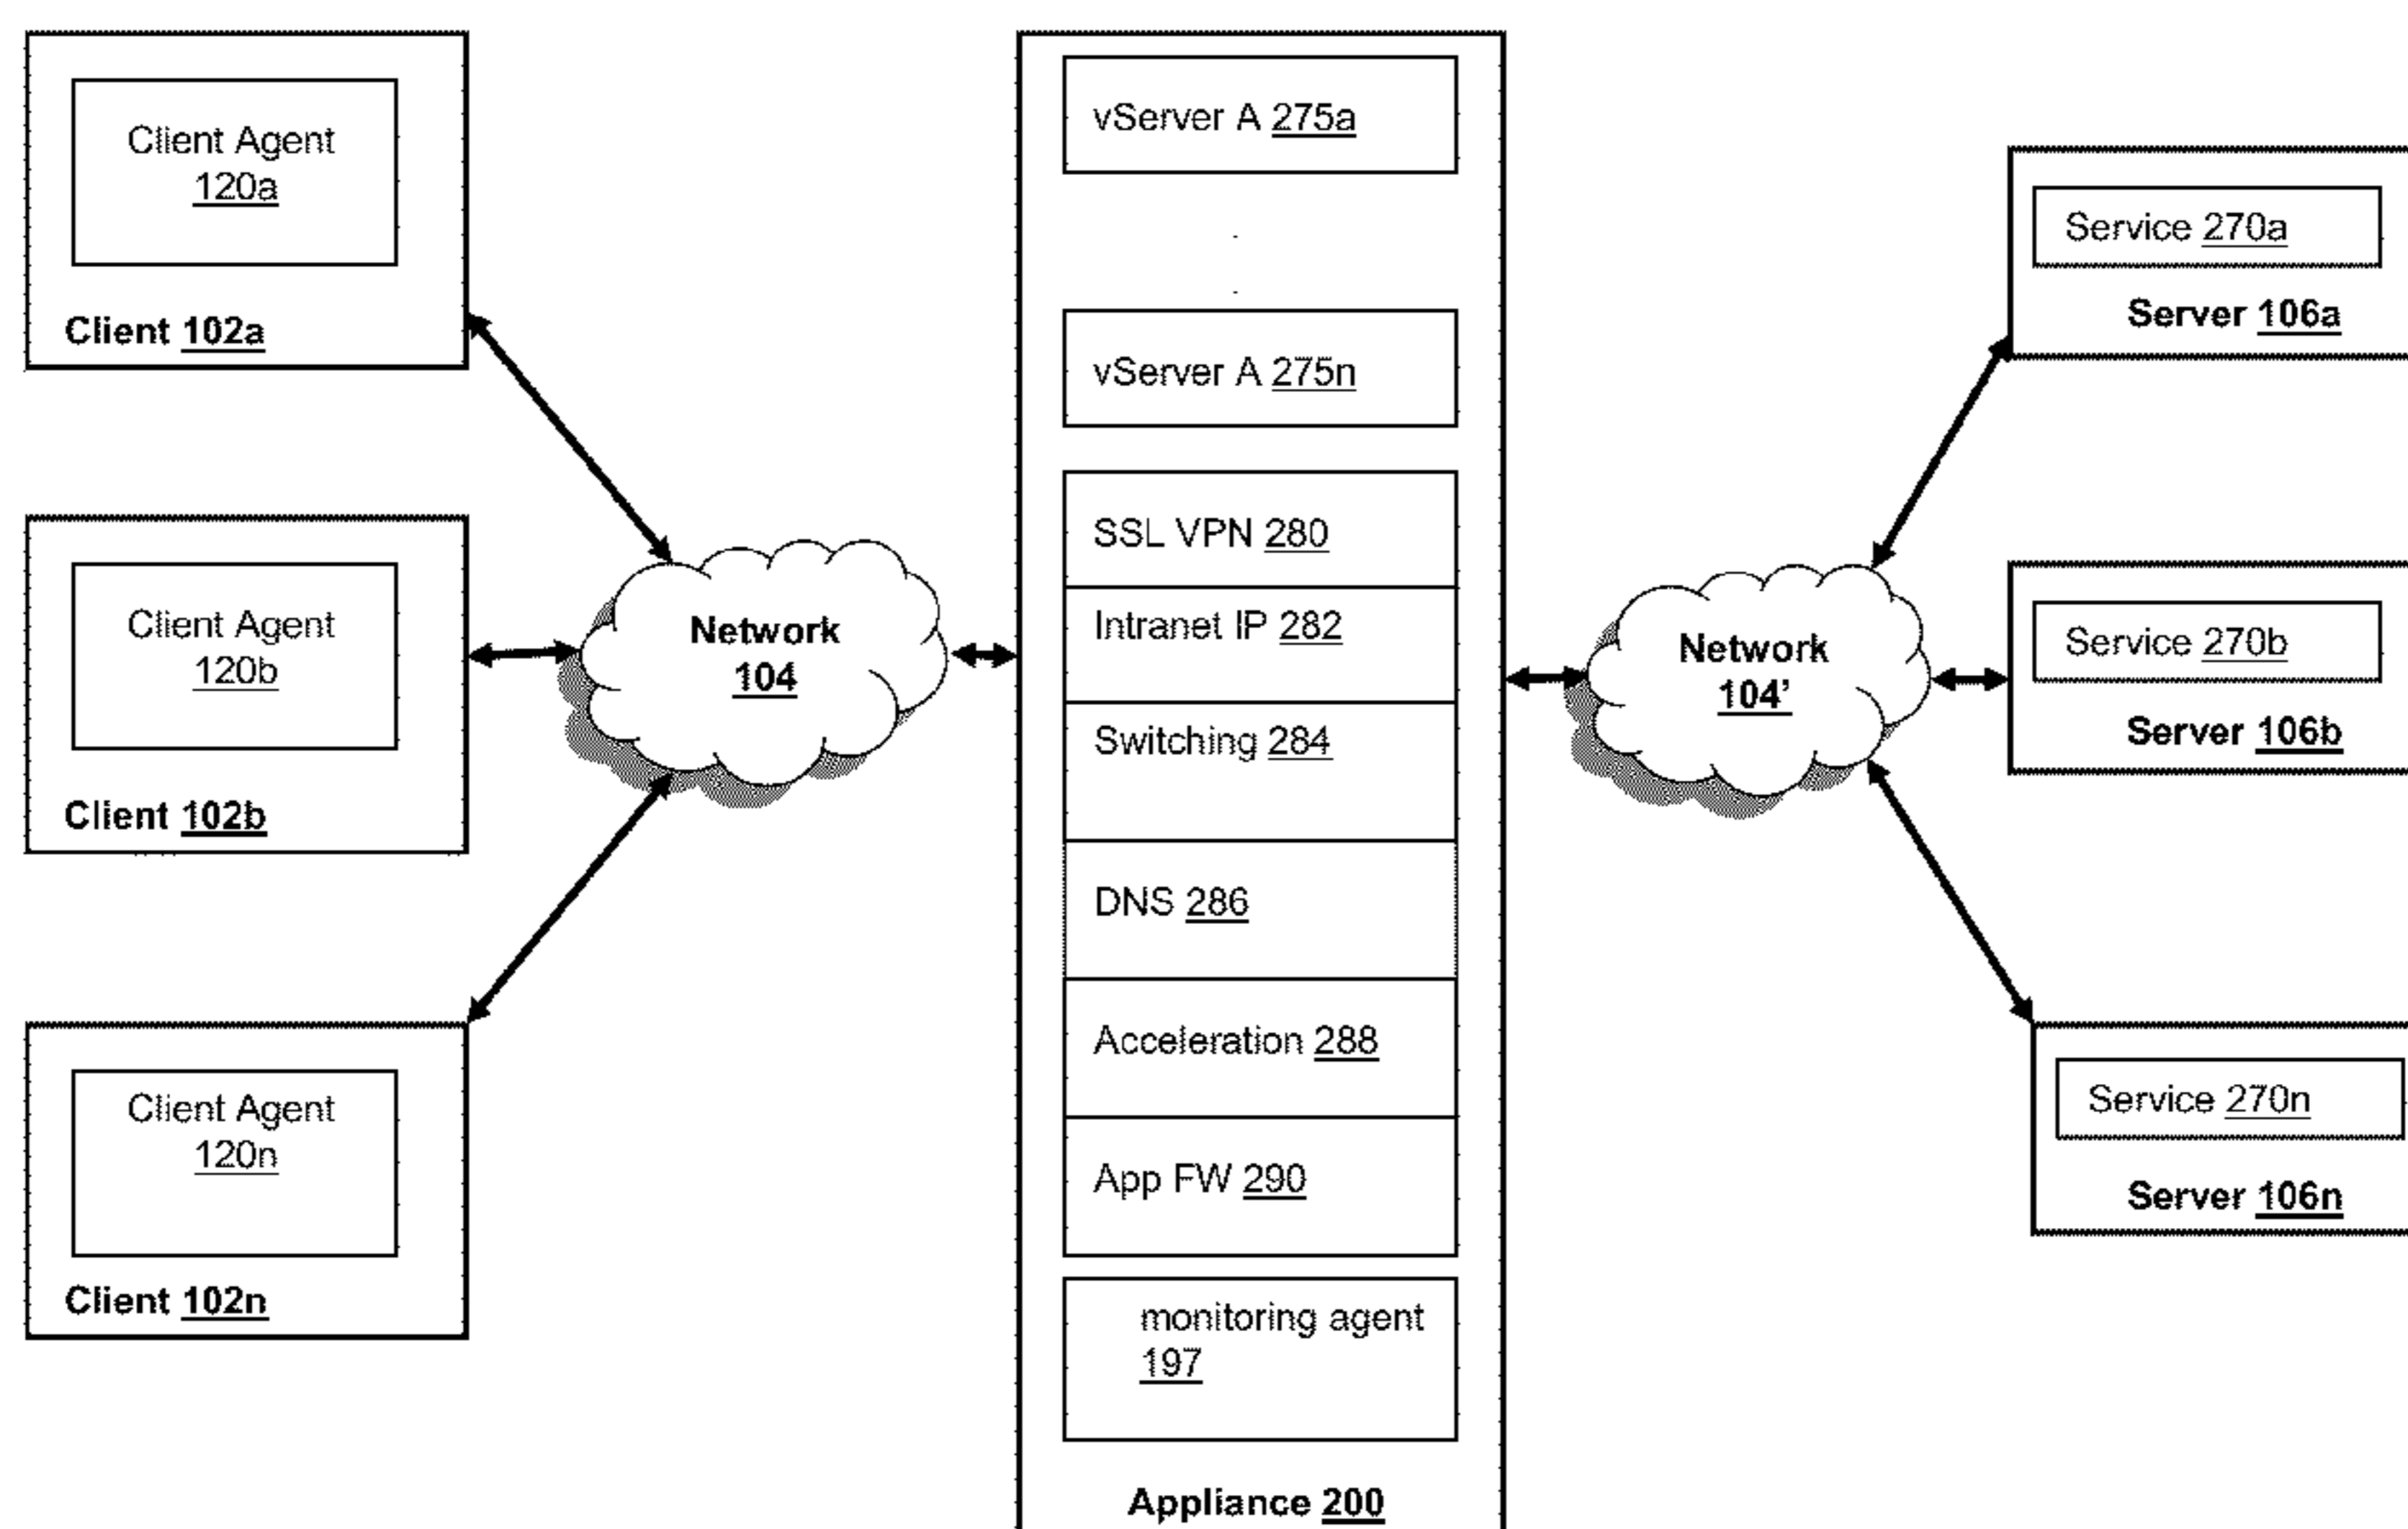 Client Agent
120a
Client 102a
Client Agent
120b
Client 102b
Client Agent
120n
Client 102n
Network
104
vServer A 275a
vServer A 275n
SSL VPN 280
Intranet IP 282
Switching 284
DNS 286
Acceleration 288
App FW 290
monitoring agent
197
Appliance 200
Network
104’
Service 270a
Server 106a
Service 270b
Server 106b
Service 270n
Server 106n